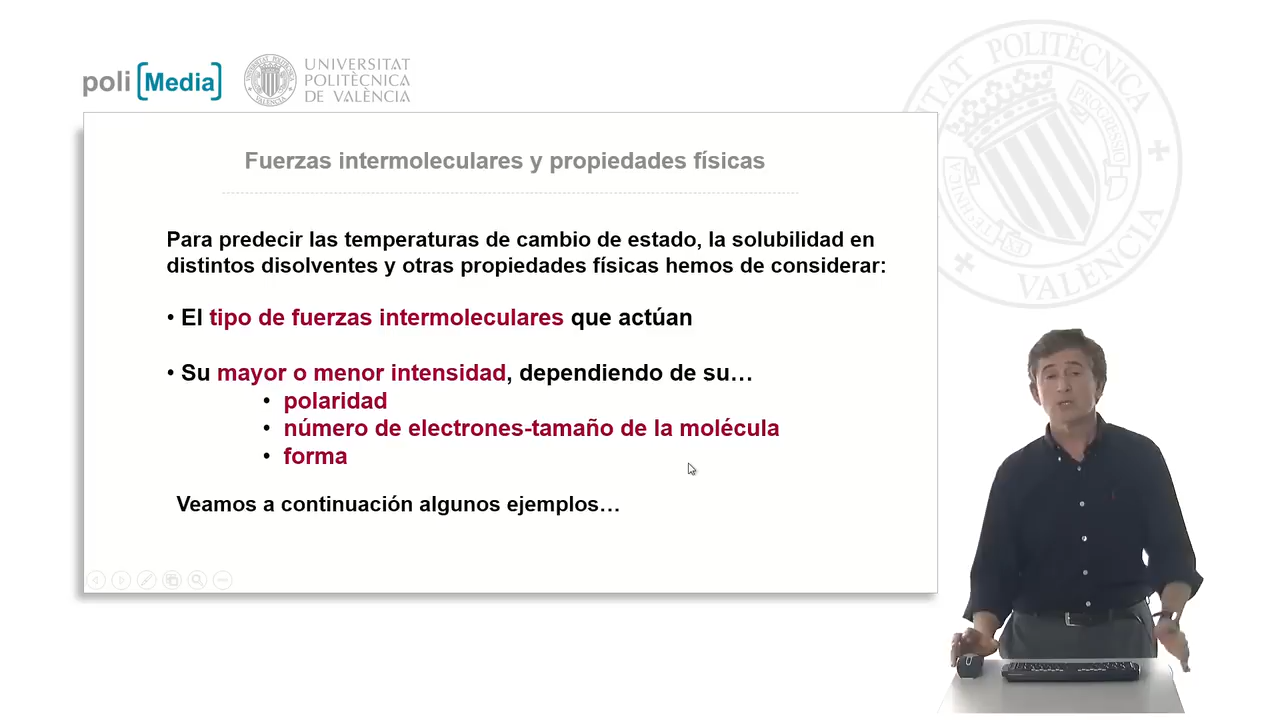 poli [Media]
UNIVERSITAT
POLITÈCNICA
DE VALÈNCIA
Fuerzas intermoleculares y propiedades físicas
Para predecir las temperaturas de cambio de estado, la solubilidad en
distintos disolventes y otras propiedades físicas hemos de considerar:
• El tipo de fuerzas intermoleculares que actúan
• Su mayor o menor intensidad, dependiendo de su…
• polaridad
• número de electrones-tamaño de la molécula
• forma
Veamos a continuación algunos ejemplos…
POLITÈCNICA
VALÈNCIA